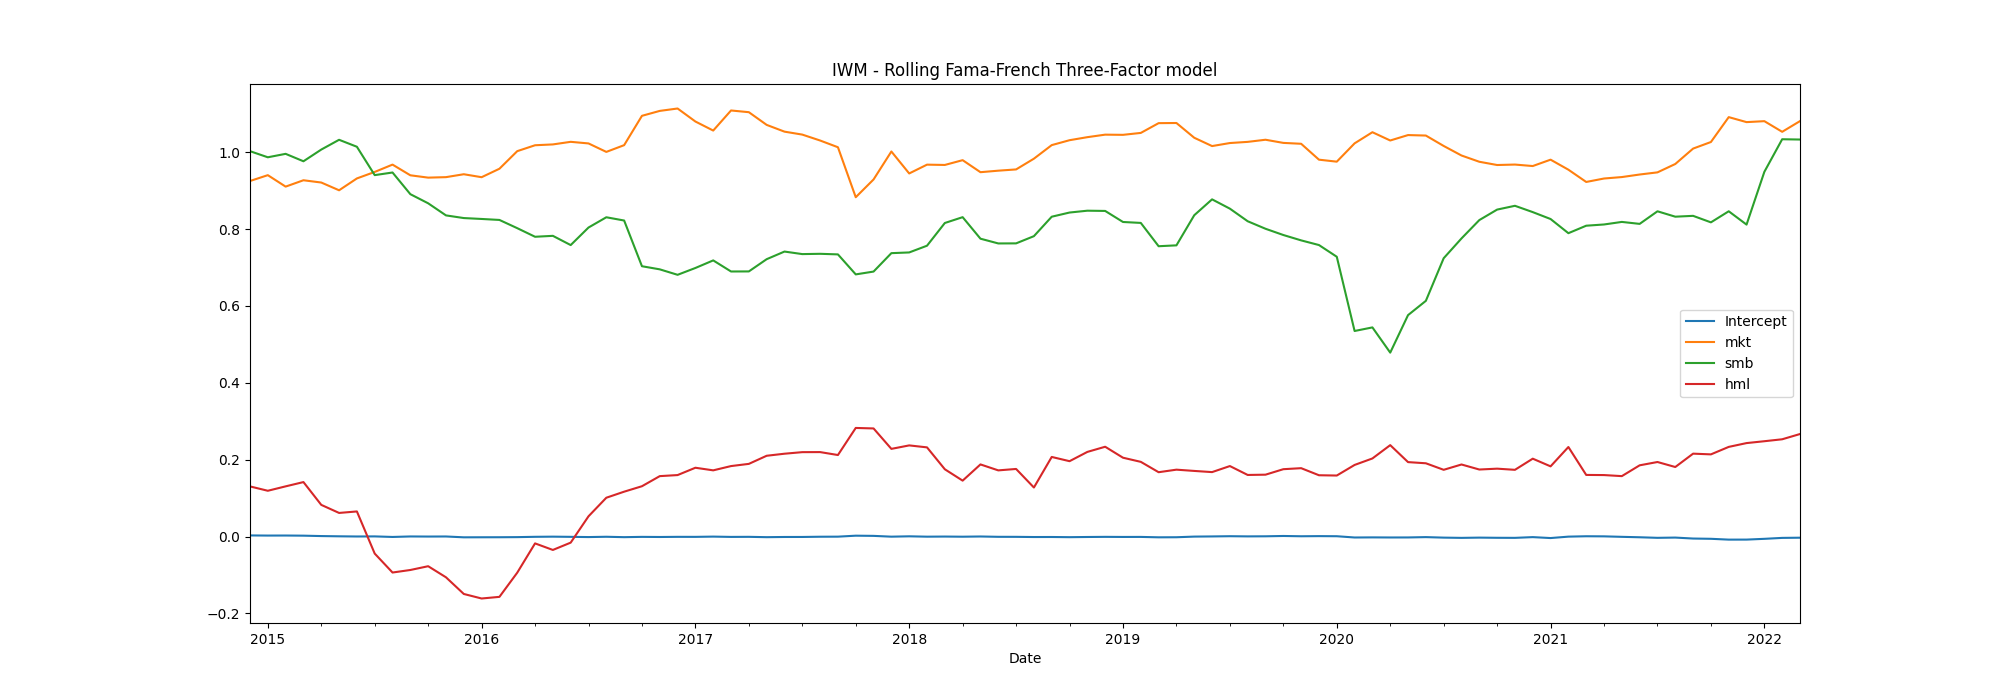 IWM - Rolling Fama-French Three-Factor model
1.0
0.8
0.6
0.4
0.2
0.0
−0.2
Intercept
mkt
smb
hml
2015 2016 2017 2018 2019 2020 2021 2022
Date